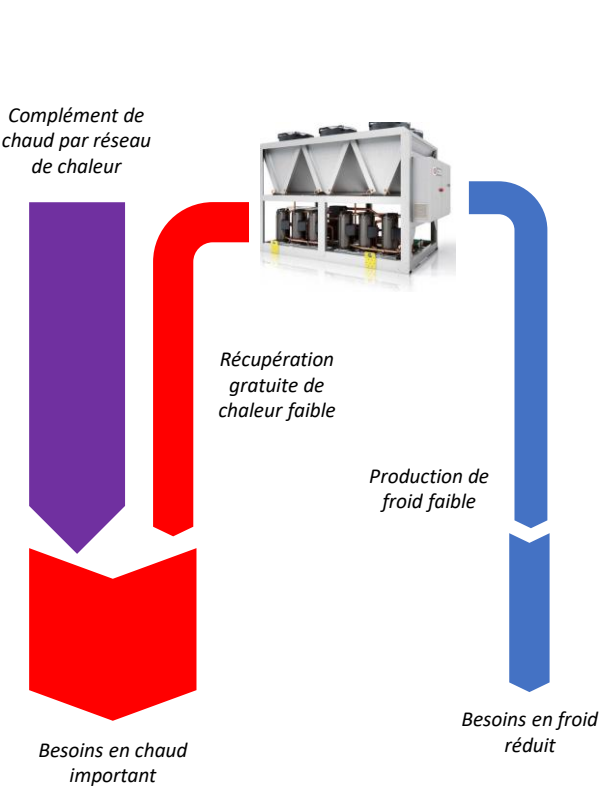 Complément de
chaud par réseau
de chaleur
Récupération
gratuite de
chaleur faible
Production de
froid faible
Besoins en froid
réduit
Besoins en chaud
important